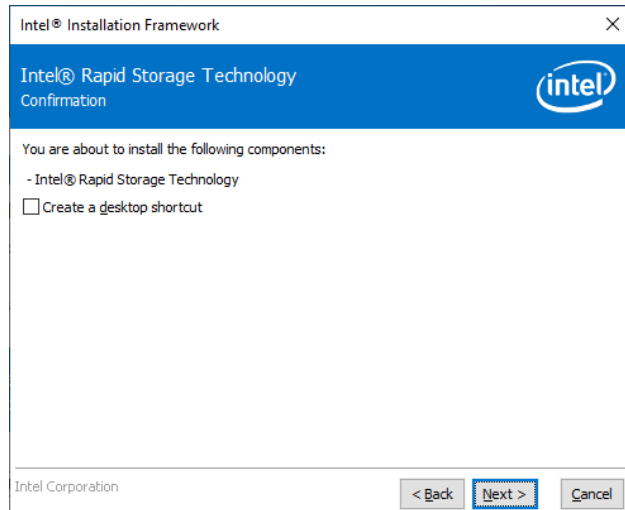 Intel® Installation Framework
Intel® Rapid Storage Technology
Confirmation
intel
You are about to install the following components:
- Intel® Rapid Storage Technology
Create a desktop shortcut
Intel Corporation
< Back Next > Cancel